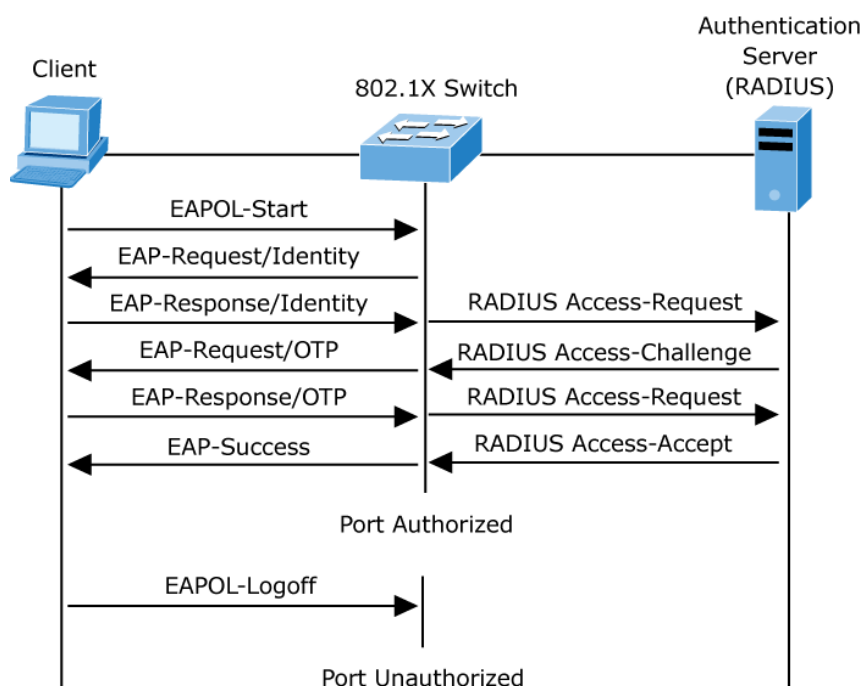 Authentication
Server
(RADIUS)
Client
802.1X Switch
EAPOL-Start
EAP-Request/Identity
EAP-Response/Identity
RADIUS Access-Request
EAP-Request/OTP
RADIUS Access-Challenge
EAP-Response/OTP
RADIUS Access-Request
EAP-Success
RADIUS Access-Accept
Port Authorized
EAPOL-Logoff
Port Unauthorized